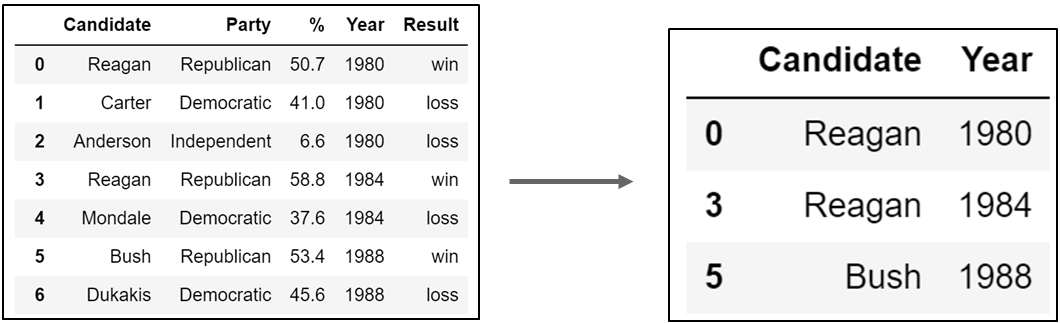 Candidate Party % Year Result
0 Reagan Republican 50.7 1980 win
1 Carter Democratic 41.0 1980 loss
2 Anderson Independent 6.6 1980 loss
3 Reagan Republican 58.8 1984 win
4 Mondale Democratic 37.6 1984 loss
5 Bush Republican 53.4 1988 win
6 Dukakis Democratic 45.6 1988 loss
Candidate Year
0 Reagan 1980
3 Reagan 1984
5 Bush 1988